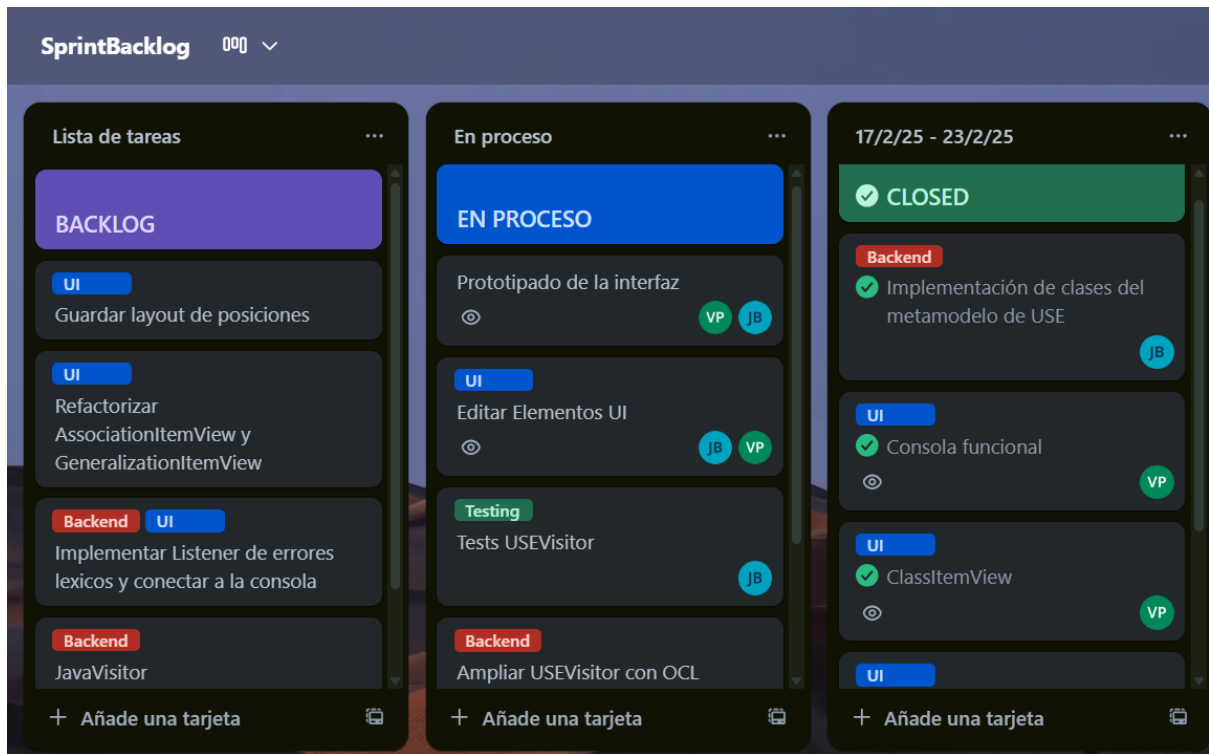 SprintBacklog
Lista de tareas
BACKLOG
UI
Guardar layout de posiciones
UI
Refactorizar
AssociationItemView y
GeneralizationItemView
Backend UI
Implementar Listener de errores
lexicos y conectar a la consola
Backend
JavaVisitor
Añade una tarjeta
En proceso
EN PROCESO
Prototipado de la interfaz
VP JB
UI
Editar Elementos UI
JB VP
Testing
Tests USEVisitor
JB
Backend
Ampliar USEVisitor con OCL
Añade una tarjeta
17/2/25 - 23/2/25
CLOSED
Backend
Implementación de clases del
metamodelo de USE
JB
UI
Consola funcional
VP
UI
ClassItemView
VP
UI
Añade una tarjeta